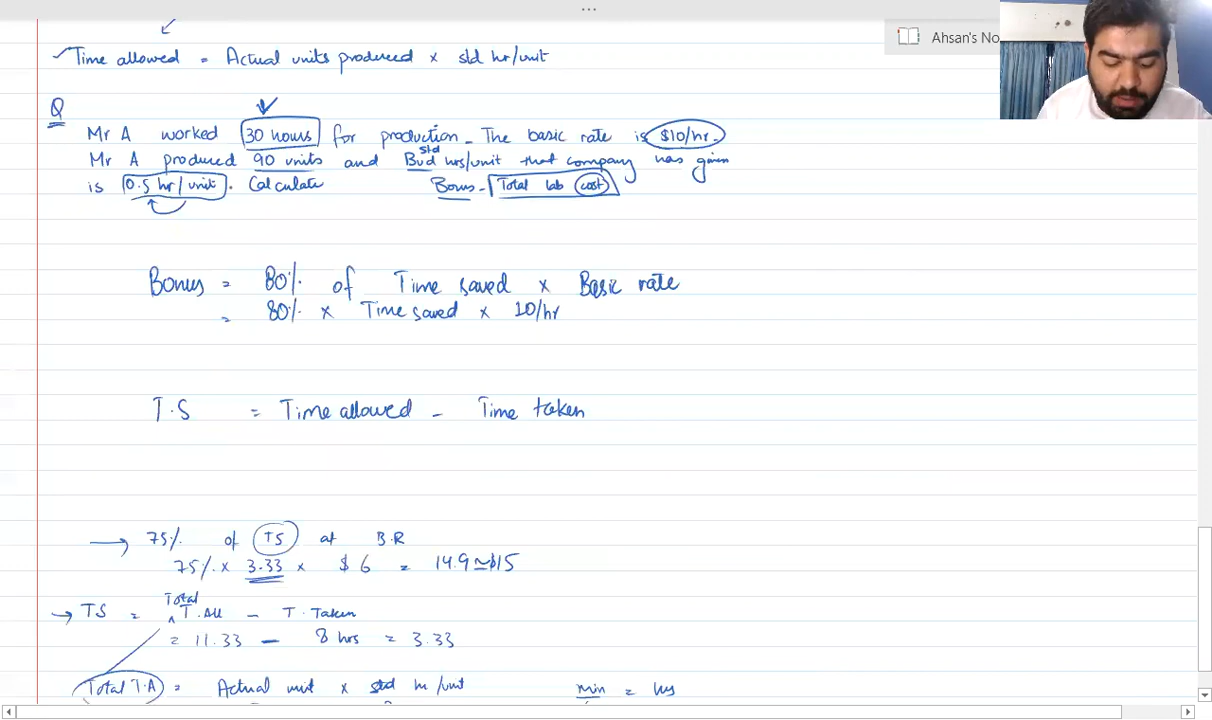 Ahsan's No
Time allowed = Actual units produced × std hr/unit
Q
Mr A worked 30 hours for production. The basic rate is $10/hr.
Std
Mr A produced 90 units and Bud hrs/unit that company has given
is 0.5 hr/unit. Calculate Bonus - Total lab cost
Bonus = 80% of Time saved × Basic rate
= 80% × Time saved × 10/hr
T.S = Time allowed - Time taken
→ 75% of TS at B.R
75% × 3.33 × $ 6 = 14.9 ≃ $15
Total
→ TS = T.All - T.Taken
= 11.33 - 8 hrs = 3.33
Total T.A = Actual unit × std hr/unit min = hrs